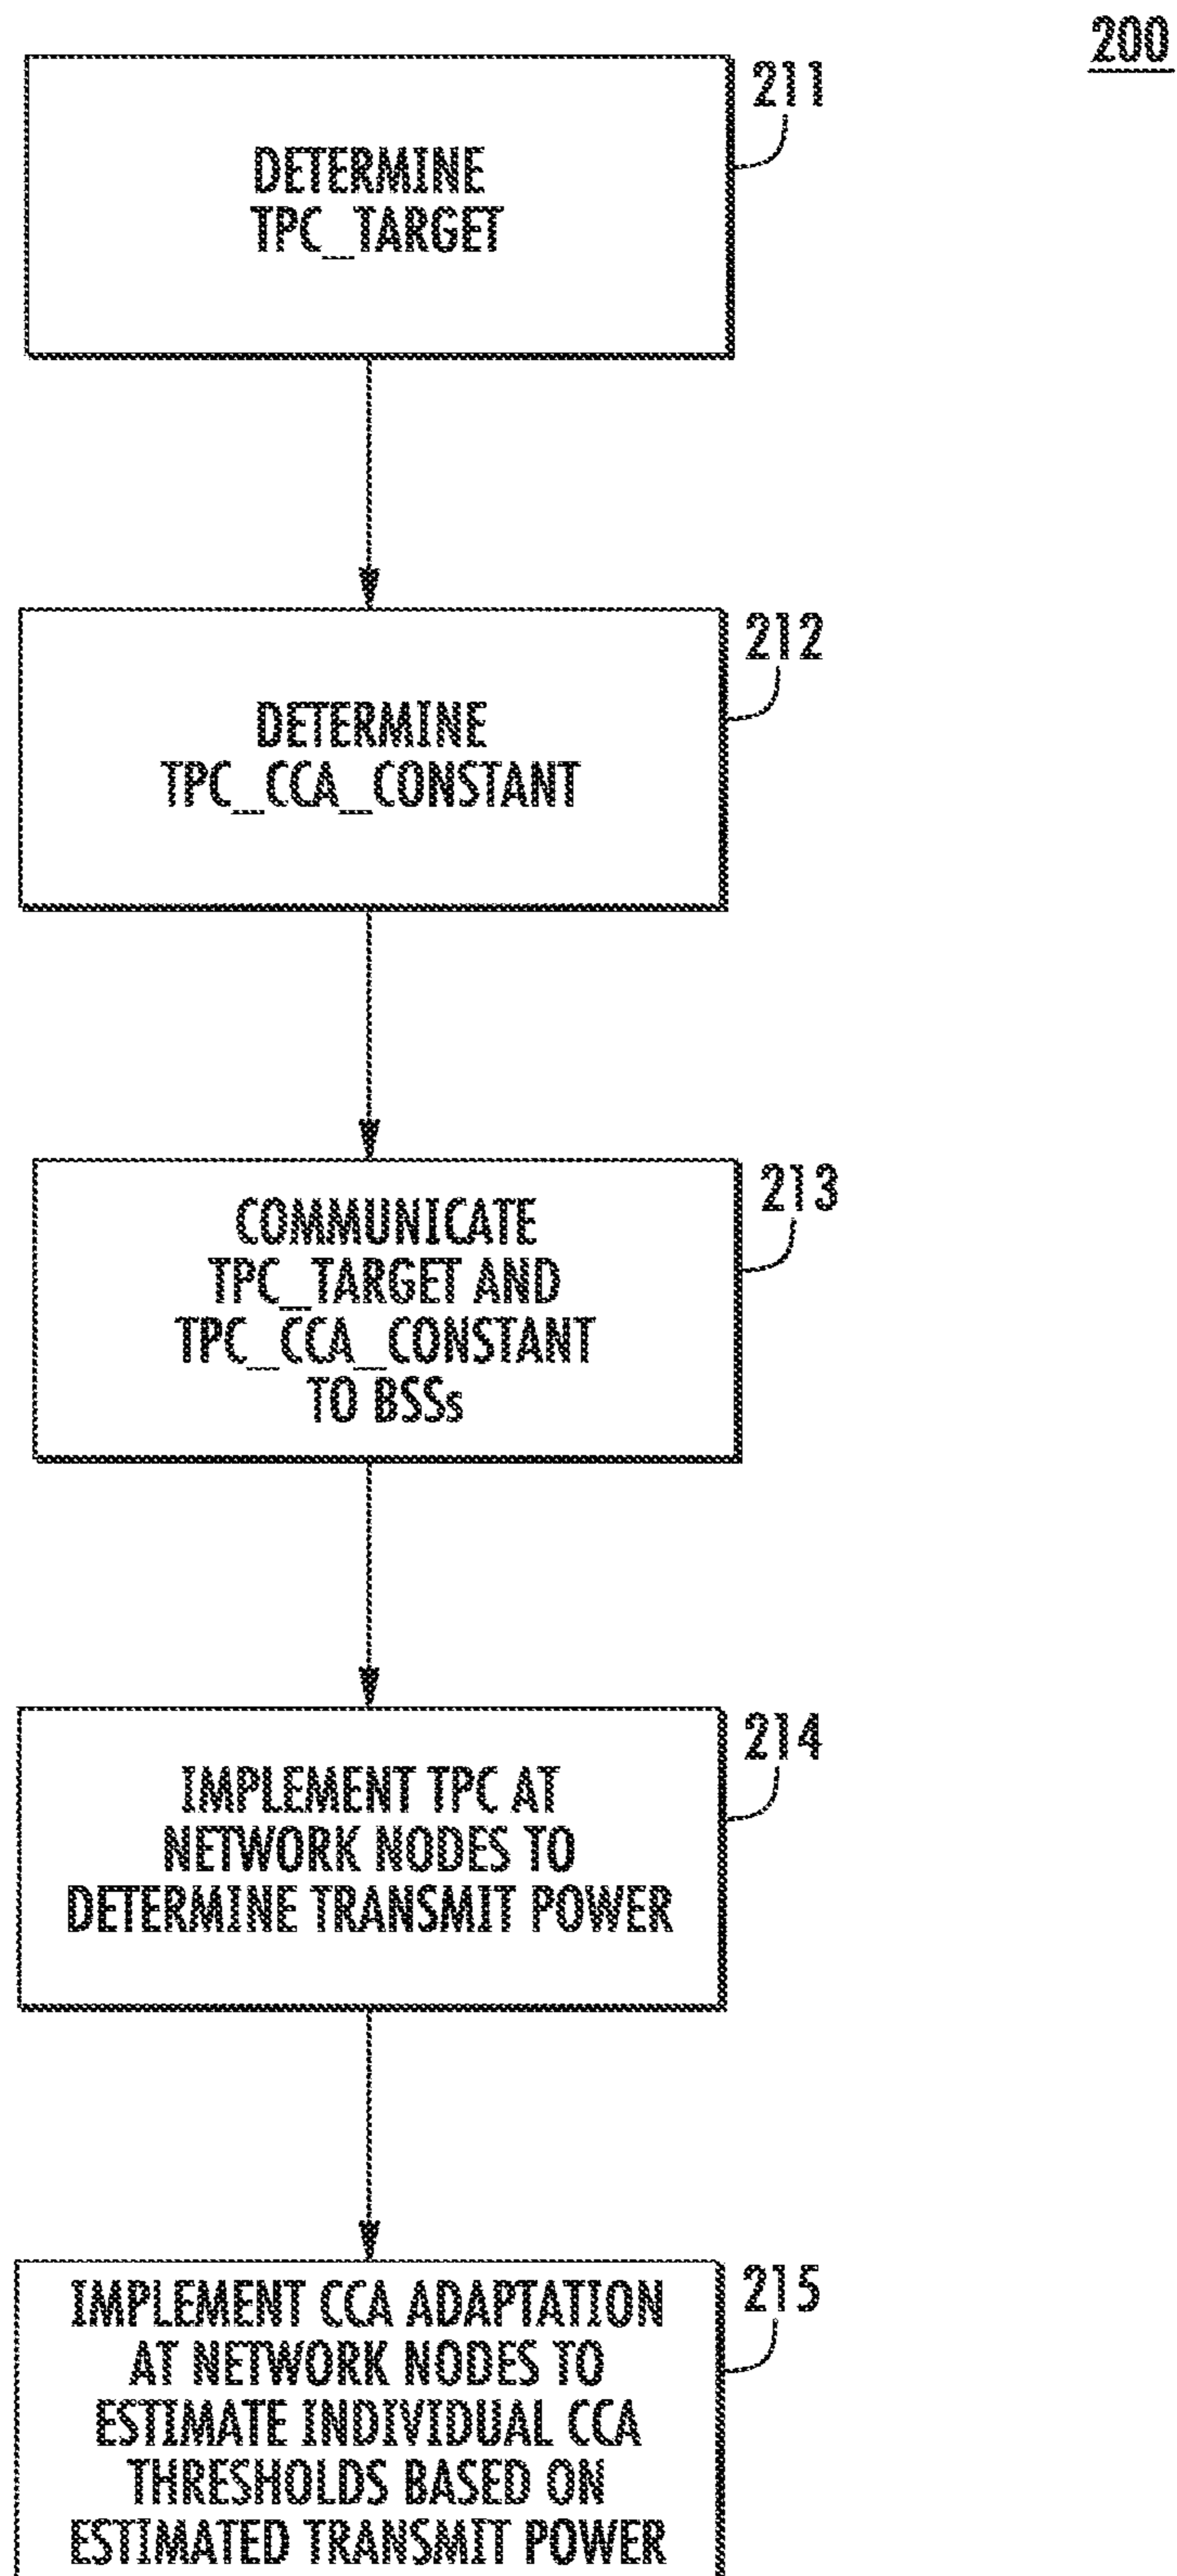 200
211
DETERMINE
TPC_TARGET
212
DETERMINE
TPC_CCA_CONSTANT
213
COMMUNICATE
TPC_TARGET AND
TPC_CCA_CONSTANT
TO BSSs
214
IMPLEMENT TPC AT
NETWORK NODES TO
DETERMINE TRANSMIT POWER
215
IMPLEMENT CCA ADAPTATION
AT NETWORK NODES TO
ESTIMATE INDIVIDUAL CCA
THRESHOLDS BASED ON
ESTIMATED TRANSMIT POWER